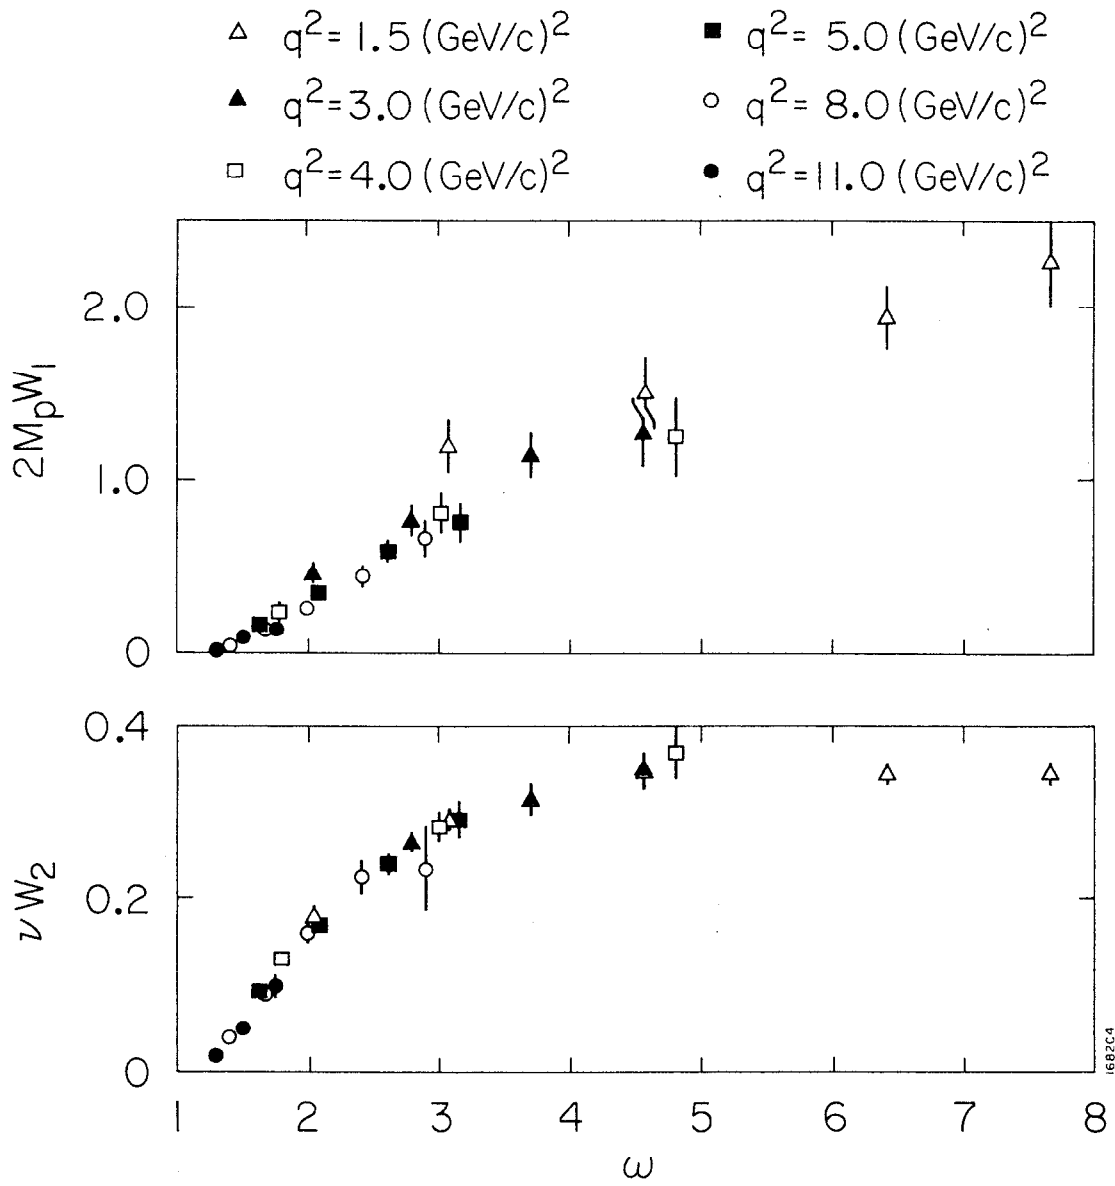 △ q² = 1.5 (GeV/c)² ■ q² = 5.0 (GeV/c)²
▲ q² = 3.0 (GeV/c)² ○ q² = 8.0 (GeV/c)²
□ q² = 4.0 (GeV/c)² ● q² = 11.0 (GeV/c)²
2MpW₁
2.0
1.0
0
νW₂
0.4
0.2
0
1 2 3 4 5 6 7 8
ω
1682C4